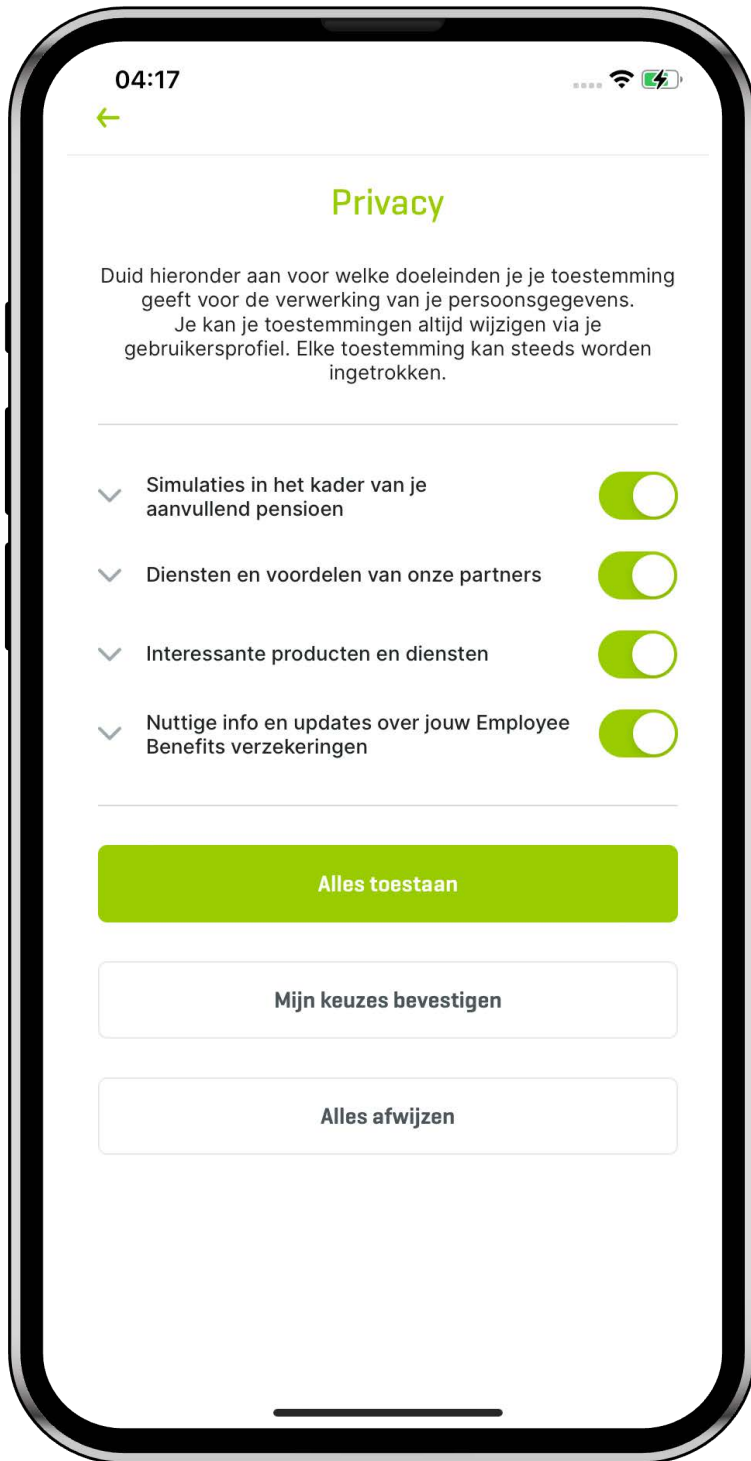 04:17
Privacy
Duid hieronder aan voor welke doeleinden je je toestemming
geeft voor de verwerking van je persoonsgegevens.
Je kan je toestemmingen altijd wijzigen via je
gebruikersprofiel. Elke toestemming kan steeds worden
ingetrokken.
Simulaties in het kader van je
aanvullend pensioen
Diensten en voordelen van onze partners
Interessante producten en diensten
Nuttige info en updates over jouw Employee
Benefits verzekeringen
Alles toestaan
Mijn keuzes bevestigen
Alles afwijzen